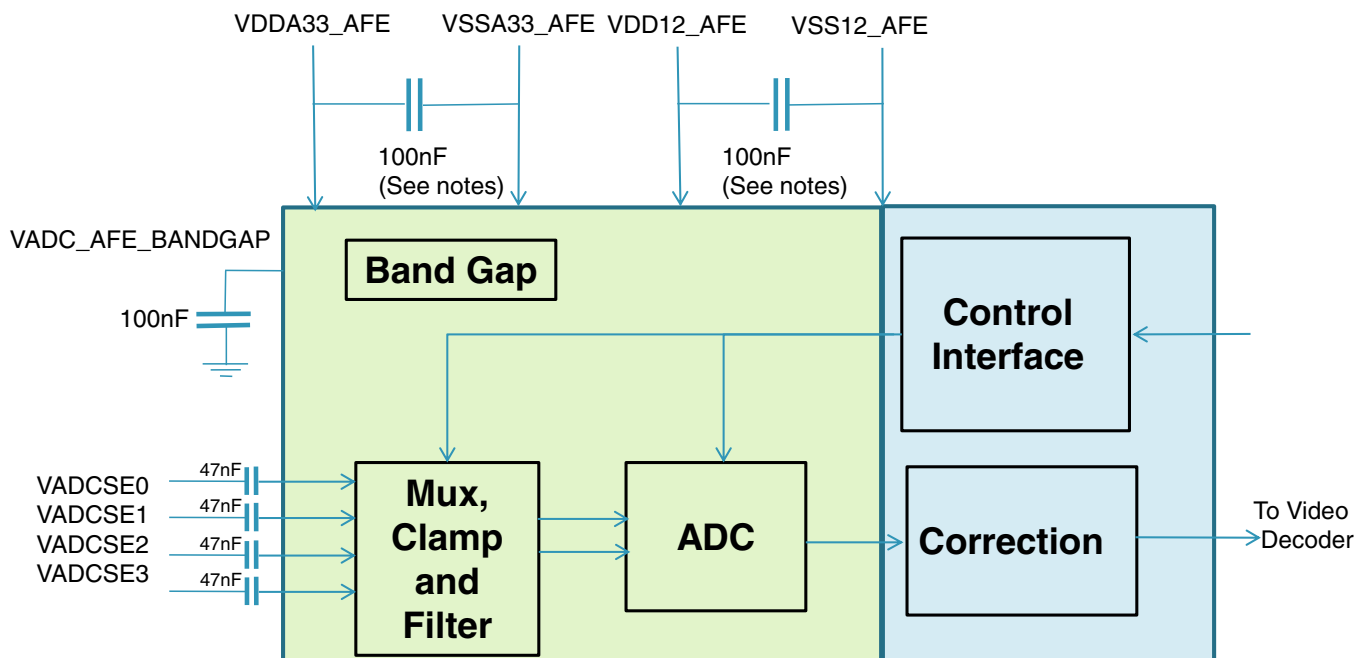 VDDA33_AFE
VSSA33_AFE
VDD12_AFE
VSS12_AFE
100nF
(See notes)
100nF
(See notes)
VADC_AFE_BANDGAP
100nF
Band Gap
Control
Interface
VADCSE0
VADCSE1
VADCSE2
VADCSE3
47nF
47nF
47nF
47nF
Mux,
Clamp
and
Filter
ADC
Correction
To Video
Decoder